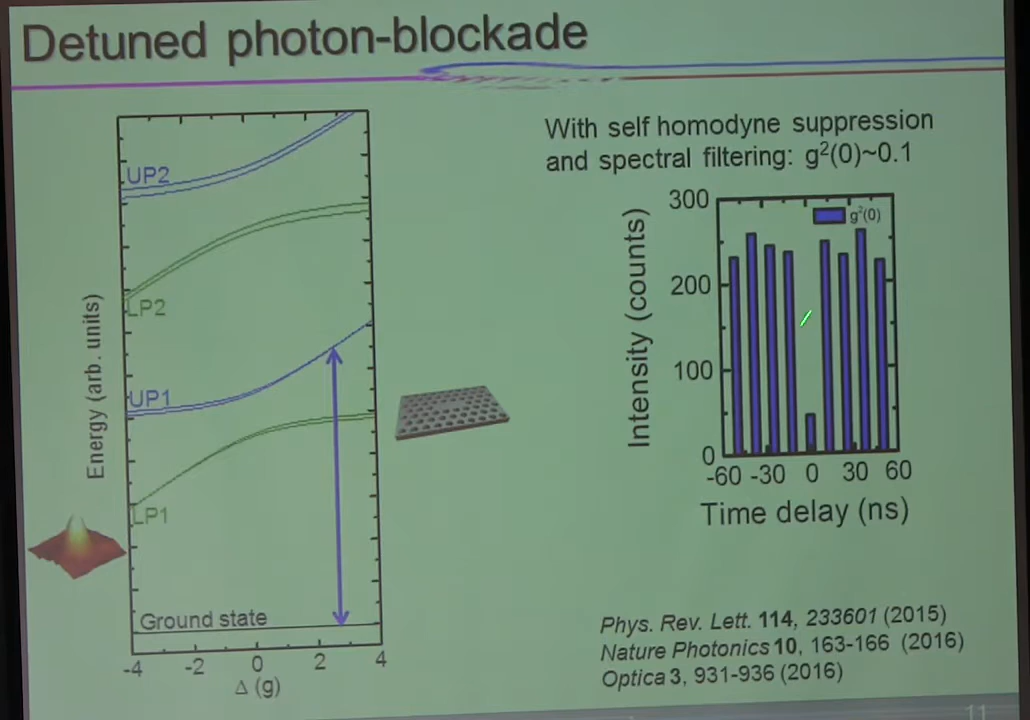 Detuned photon-blockade
With self homodyne suppression
and spectral filtering: g²(0)~0.1
UP2
LP2
UP1
LP1
Ground state
Energy (arb. units)
-4 -2 0 2 4
Δ (g)
300
200
100
0
g²(0)
Intensity (counts)
-60 -30 0 30 60
Time delay (ns)
Phys. Rev. Lett. 114, 233601 (2015)
Nature Photonics 10, 163-166 (2016)
Optica 3, 931-936 (2016)
11